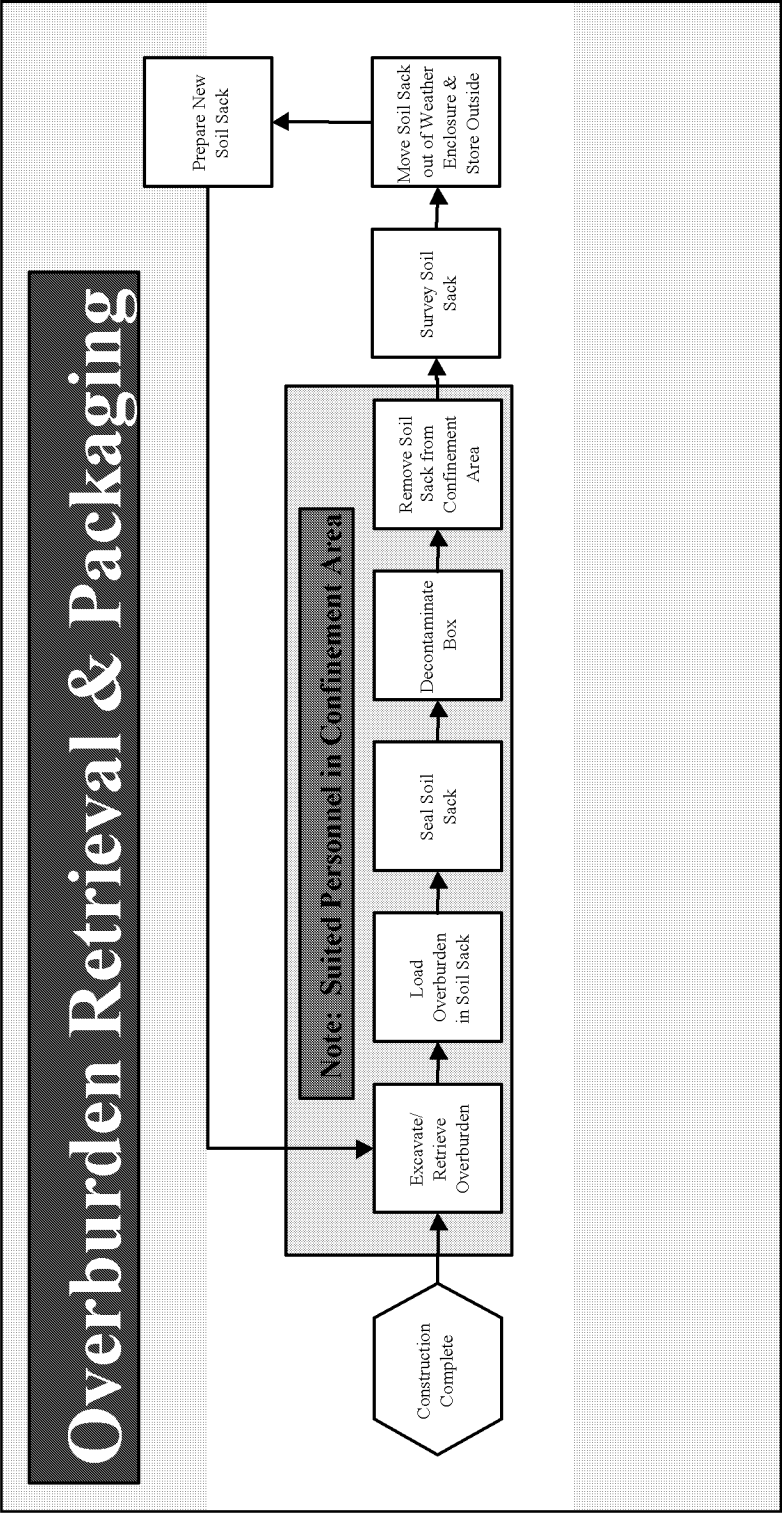 Overburden Retrieval & Packaging
Prepare New
Soil Sack
Note: Suited Personnel in Confinement Area
Construction
Complete
Excavate/
Retrieve
Overburden
Load
Overburden
in Soil Sack
Seal Soil
Sack
Decontaminate
Box
Remove Soil
Sack from
Confinement
Area
Survey Soil
Sack
Move Soil Sack
out of Weather
Enclosure &
Store Outside